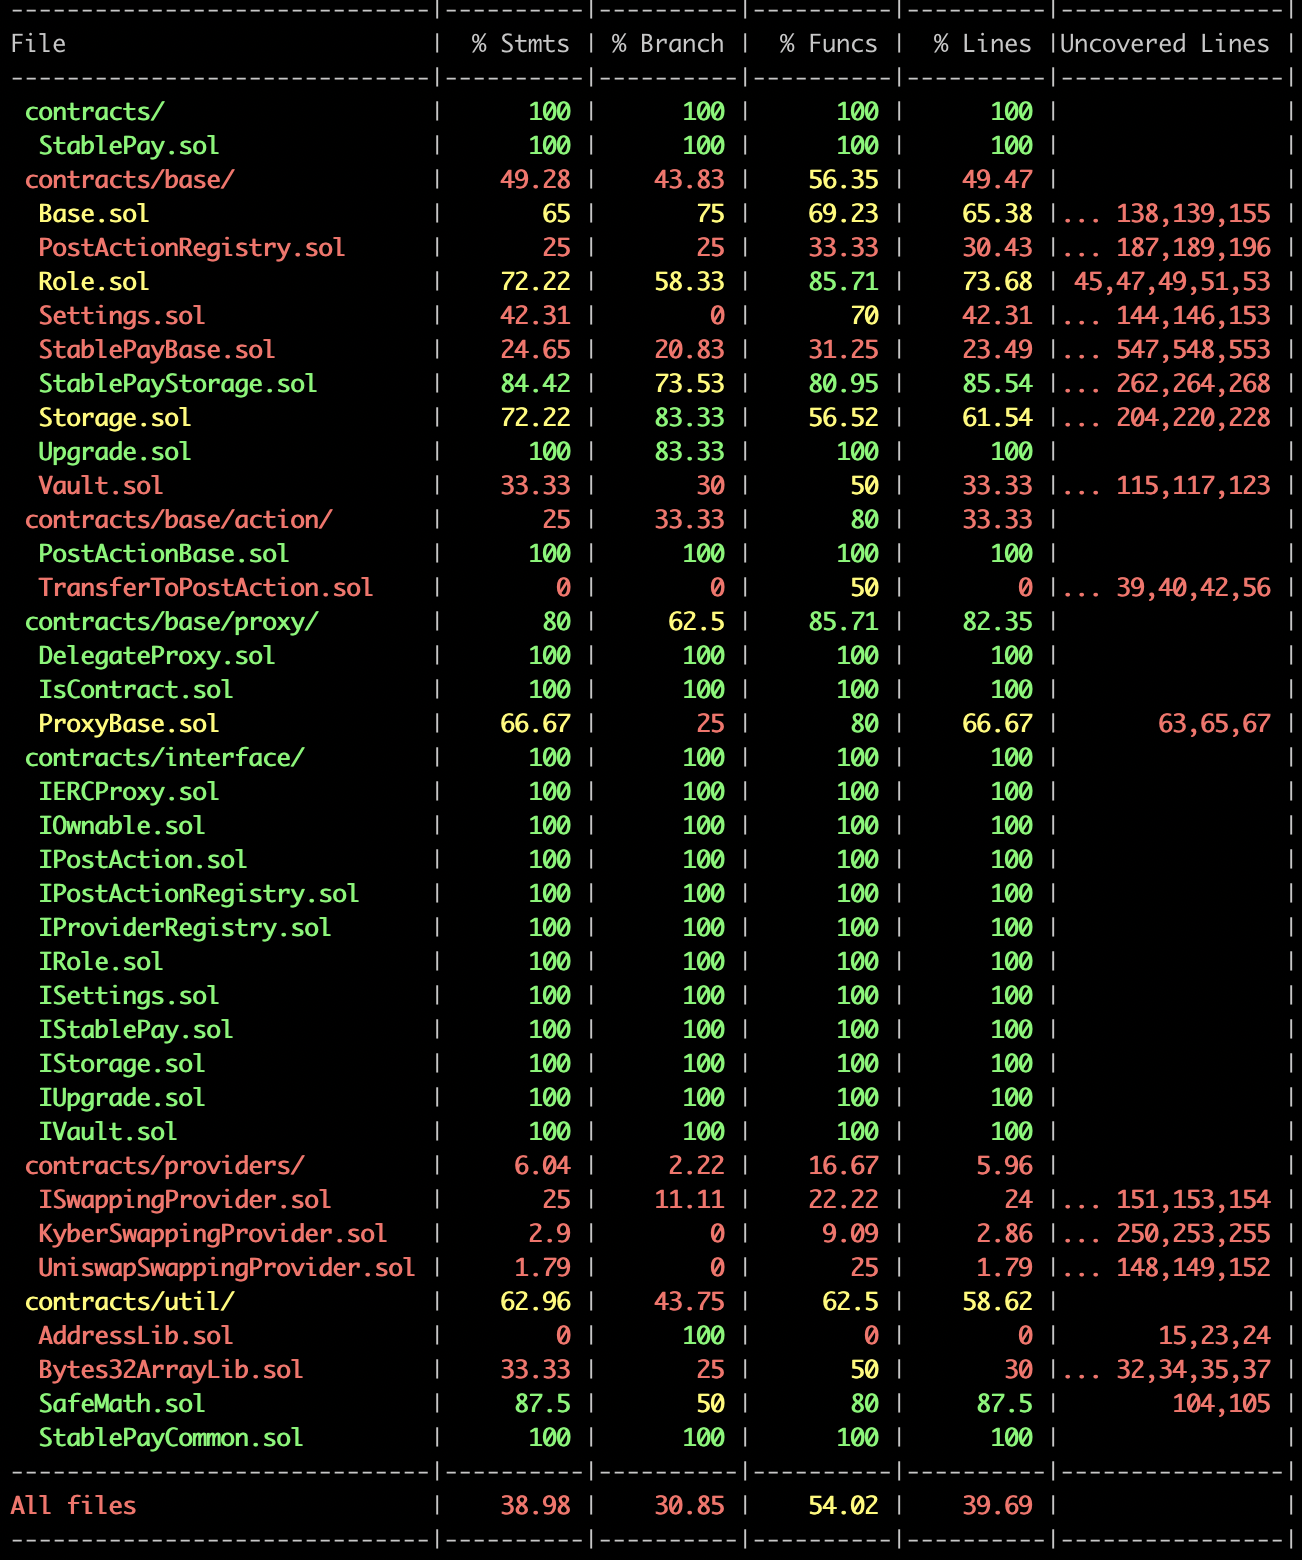 ------------------------------|----------|----------|----------|----------|----------------|
File                          |  % Stmts | % Branch |  % Funcs |  % Lines |Uncovered Lines |
------------------------------|----------|----------|----------|----------|----------------|
 contracts/                   |      100 |      100 |      100 |      100 |                |
  StablePay.sol               |      100 |      100 |      100 |      100 |                |
 contracts/base/              |    49.28 |    43.83 |    56.35 |    49.47 |                |
  Base.sol                    |       65 |       75 |    69.23 |    65.38 |... 138,139,155 |
  PostActionRegistry.sol      |       25 |       25 |    33.33 |    30.43 |... 187,189,196 |
  Role.sol                    |    72.22 |    58.33 |    85.71 |    73.68 | 45,47,49,51,53 |
  Settings.sol                |    42.31 |        0 |       70 |    42.31 |... 144,146,153 |
  StablePayBase.sol           |    24.65 |    20.83 |    31.25 |    23.49 |... 547,548,553 |
  StablePayStorage.sol        |    84.42 |    73.53 |    80.95 |    85.54 |... 262,264,268 |
  Storage.sol                 |    72.22 |    83.33 |    56.52 |    61.54 |... 204,220,228 |
  Upgrade.sol                 |      100 |    83.33 |      100 |      100 |                |
  Vault.sol                   |    33.33 |       30 |       50 |    33.33 |... 115,117,123 |
 contracts/base/action/       |       25 |    33.33 |       80 |    33.33 |                |
  PostActionBase.sol          |      100 |      100 |      100 |      100 |                |
  TransferToPostAction.sol    |        0 |        0 |       50 |        0 |... 39,40,42,56 |
 contracts/base/proxy/        |       80 |     62.5 |    85.71 |    82.35 |                |
  DelegateProxy.sol           |      100 |      100 |      100 |      100 |                |
  IsContract.sol              |      100 |      100 |      100 |      100 |                |
  ProxyBase.sol               |    66.67 |       25 |       80 |    66.67 |       63,65,67 |
 contracts/interface/         |      100 |      100 |      100 |      100 |                |
  IERCProxy.sol               |      100 |      100 |      100 |      100 |                |
  IOwnable.sol                |      100 |      100 |      100 |      100 |                |
  IPostAction.sol             |      100 |      100 |      100 |      100 |                |
  IPostActionRegistry.sol     |      100 |      100 |      100 |      100 |                |
  IProviderRegistry.sol       |      100 |      100 |      100 |      100 |                |
  IRole.sol                   |      100 |      100 |      100 |      100 |                |
  ISettings.sol               |      100 |      100 |      100 |      100 |                |
  IStablePay.sol              |      100 |      100 |      100 |      100 |                |
  IStorage.sol                |      100 |      100 |      100 |      100 |                |
  IUpgrade.sol                |      100 |      100 |      100 |      100 |                |
  IVault.sol                  |      100 |      100 |      100 |      100 |                |
 contracts/providers/         |     6.04 |     2.22 |    16.67 |     5.96 |                |
  ISwappingProvider.sol       |       25 |    11.11 |    22.22 |       24 |... 151,153,154 |
  KyberSwappingProvider.sol   |      2.9 |        0 |     9.09 |     2.86 |... 250,253,255 |
  UniswapSwappingProvider.sol |     1.79 |        0 |       25 |     1.79 |... 148,149,152 |
 contracts/util/              |    62.96 |    43.75 |     62.5 |    58.62 |                |
  AddressLib.sol              |        0 |      100 |        0 |        0 |       15,23,24 |
  Bytes32ArrayLib.sol         |    33.33 |       25 |       50 |       30 |... 32,34,35,37 |
  SafeMath.sol                |     87.5 |       50 |       80 |     87.5 |        104,105 |
  StablePayCommon.sol         |      100 |      100 |      100 |      100 |                |
------------------------------|----------|----------|----------|----------|----------------|
All files                     |    38.98 |    30.85 |    54.02 |    39.69 |                |
------------------------------|----------|----------|----------|----------|----------------|